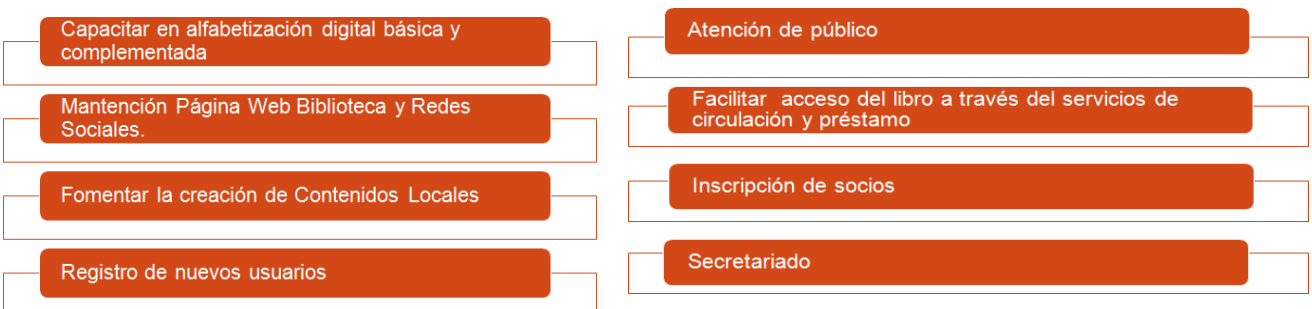 Capacitar en alfabetización digital básica y
complementada
Mantención Página Web Biblioteca y Redes
Sociales.
Fomentar la creación de Contenidos Locales
Registro de nuevos usuarios
Atención de público
Facilitar acceso del libro a través del servicios de
circulación y préstamo
Inscripción de socios
Secretariado